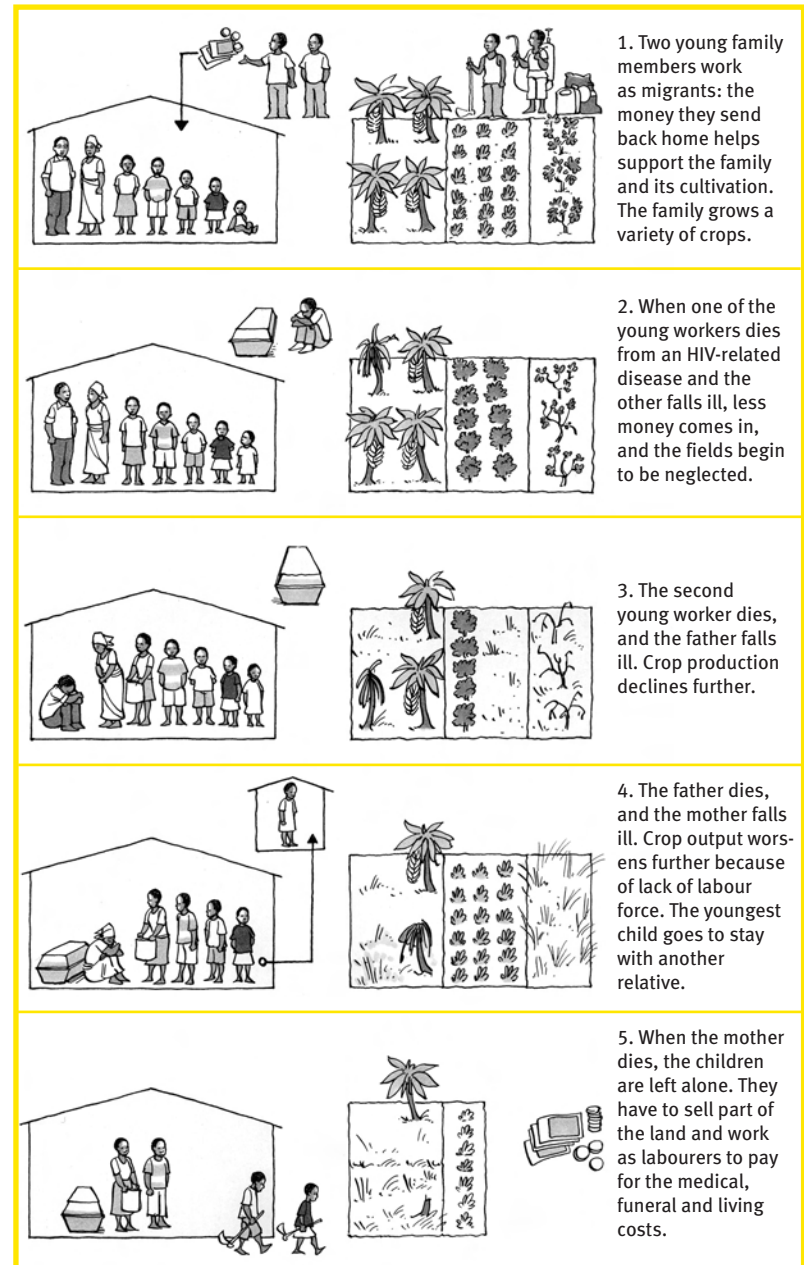 1. Two young family
members work
as migrants: the
money they send
back home helps
support the family
and its cultivation.
The family grows a
variety of crops.
2. When one of the
young workers dies
from an HIV-related
disease and the
other falls ill, less
money comes in,
and the fields begin
to be neglected.
3. The second
young worker dies,
and the father falls
ill. Crop production
declines further.
4. The father dies,
and the mother falls
ill. Crop output wors-
ens further because
of lack of labour
force. The youngest
child goes to stay
with another
relative.
5. When the mother
dies, the children
are left alone. They
have to sell part of
the land and work
as labourers to pay
for the medical,
funeral and living
costs.